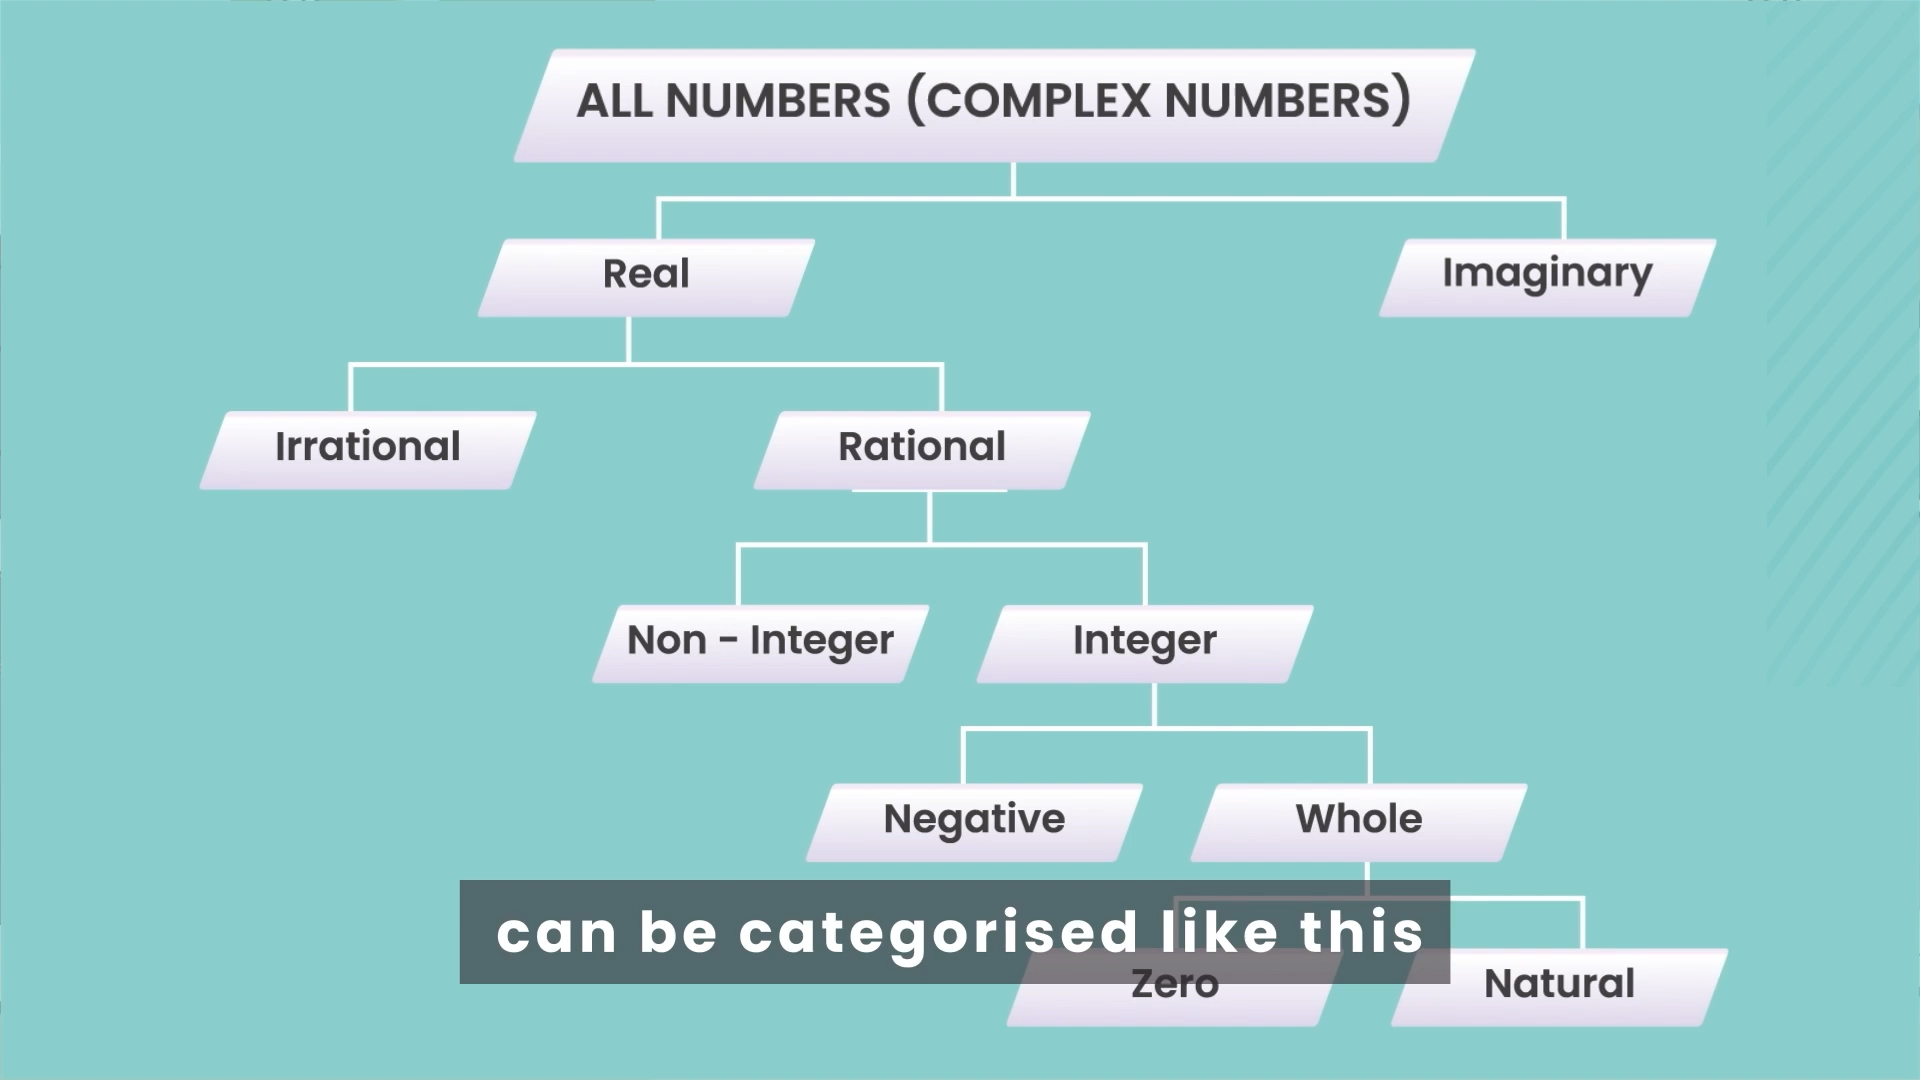 ALL NUMBERS (COMPLEX NUMBERS)
Real
Imaginary
Irrational
Rational
Non - Integer
Integer
Negative
Whole
can be categorised like this
Zero
Natural